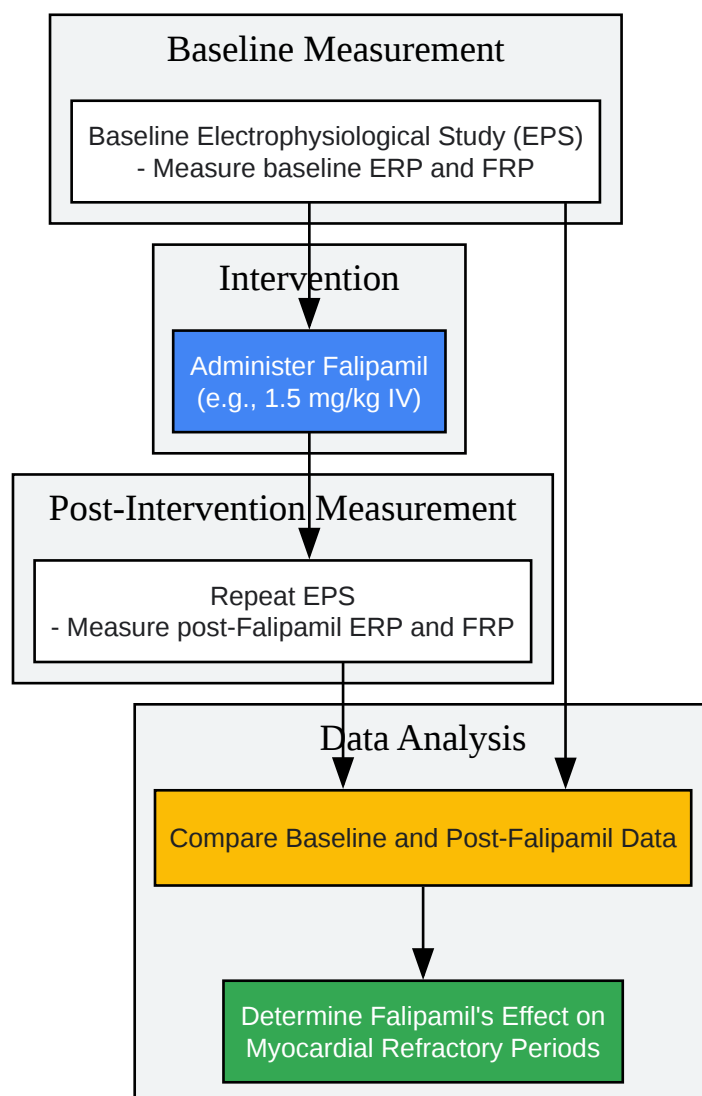 Baseline Measurement
Baseline Electrophysiological Study (EPS)
- Measure baseline ERP and FRP
Intervention
Administer Falipamil
(e.g., 1.5 mg/kg IV)
Post-Intervention Measurement
Repeat EPS
- Measure post-Falipamil ERP and FRP
Data Analysis
Compare Baseline and Post-Falipamil Data
Determine Falipamil's Effect on
Myocardial Refractory Periods